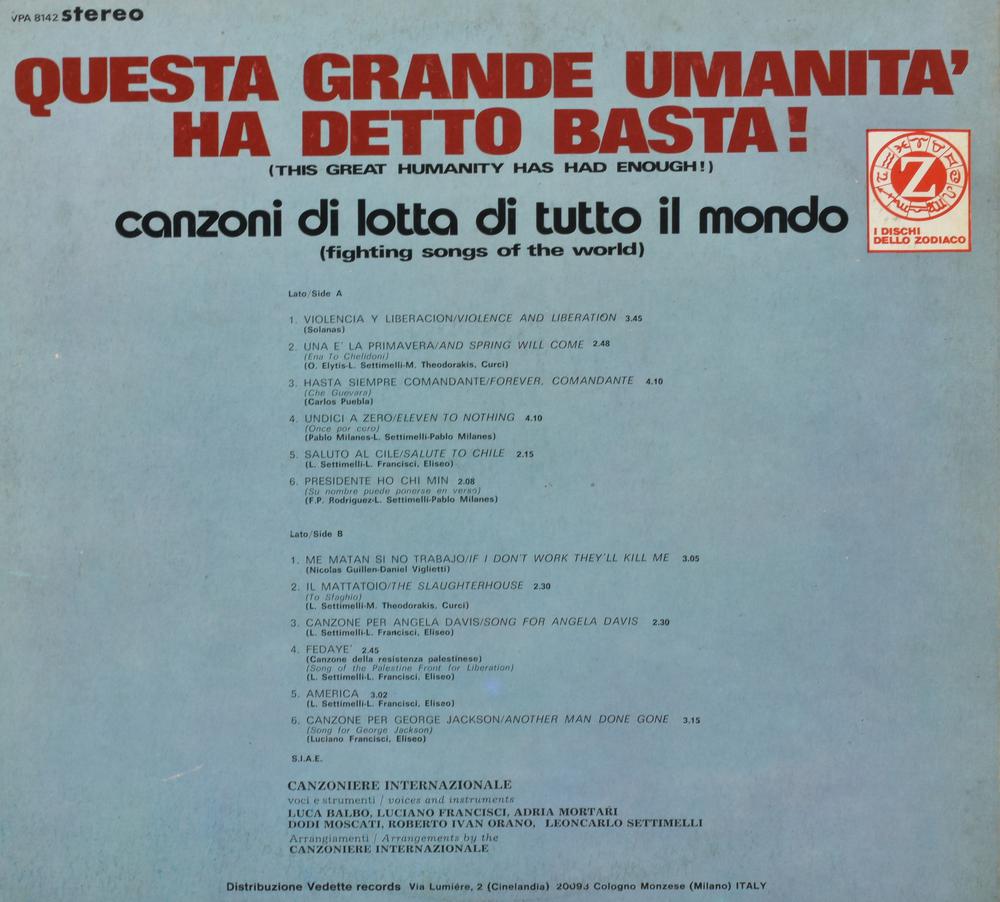 VPA 8142 stereo
QUESTA GRANDE UMANITA'
HA DETTO BASTA!
(THIS GREAT HUMANITY HAS HAD ENOUGH!)
canzoni di lotta di tutto il mondo
(fighting songs of the world)
Z
I DISCHI
DELLO ZODIACO
Lato/Side A
1. VIOLENCIA Y LIBERACION/VIOLENCE AND LIBERATION 3.45
(Solanas)
2. UNA E' LA PRIMAVERA/AND SPRING WILL COME 2.48
(Ena To Chelidoni)
(O. Elytis-L. Settimelli-M. Theodorakis, Curci)
3. HASTA SIEMPRE COMANDANTE/FOREVER, COMANDANTE 4.10
(Che Guevara)
(Carlos Puebla)
4. UNDICI A ZERO/ELEVEN TO NOTHING 4.10
(Once por cero)
(Pablo Milanes-L. Settimelli-Pablo Milanes)
5. SALUTO AL CILE/SALUTE TO CHILE 2.15
(L. Settimelli-L. Francisci, Eliseo)
6. PRESIDENTE HO CHI MIN 2.08
(Su nombre puede ponerse en verso)
(F.P. Rodriguez-L. Settimelli-Pablo Milanes)
Lato/Side B
1. ME MATAN SI NO TRABAJO/IF I DON'T WORK THEY'LL KILL ME 3.05
(Nicolas Guillen-Daniel Viglietti)
2. IL MATTATOIO/THE SLAUGHTERHOUSE 2.30
(To Sfaghio)
(L. Settimelli-M. Theodorakis, Curci)
3. CANZONE PER ANGELA DAVIS/SONG FOR ANGELA DAVIS 2.30
(L. Settimelli-L. Francisci, Eliseo)
4. FEDAYE' 2.45
(Canzone della resistenza palestinese)
(Song of the Palestine Front for Liberation)
(L. Settimelli-L. Francisci, Eliseo)
5. AMERICA 3.02
(L. Settimelli-L. Francisci, Eliseo)
6. CANZONE PER GEORGE JACKSON/ANOTHER MAN DONE GONE 3.15
(Song for George Jackson)
(Luciano Francisci, Eliseo)
S.I.A.E.
CANZONIERE INTERNAZIONALE
voci e strumenti / voices and instruments
LUCA BALBO, LUCIANO FRANCISCI, ADRIA MORTARI
DODI MOSCATI, ROBERTO IVAN ORANO, LEONCARLO SETTIMELLI
Arrangiamenti / Arrangements by the
CANZONIERE INTERNAZIONALE
Distribuzione Vedette records Via Lumiére, 2 (Cinelandia) 20093 Cologno Monzese (Milano) ITALY